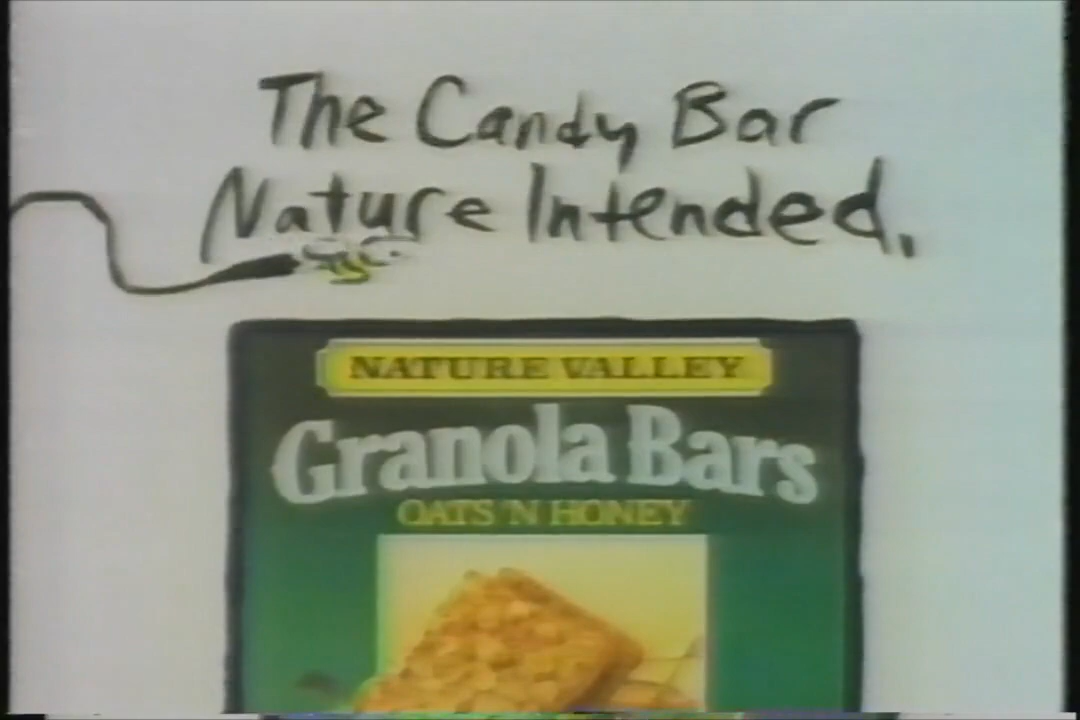 The Candy Bar
Nature Intended.
NATURE VALLEY
Granola Bars
OATS 'N HONEY